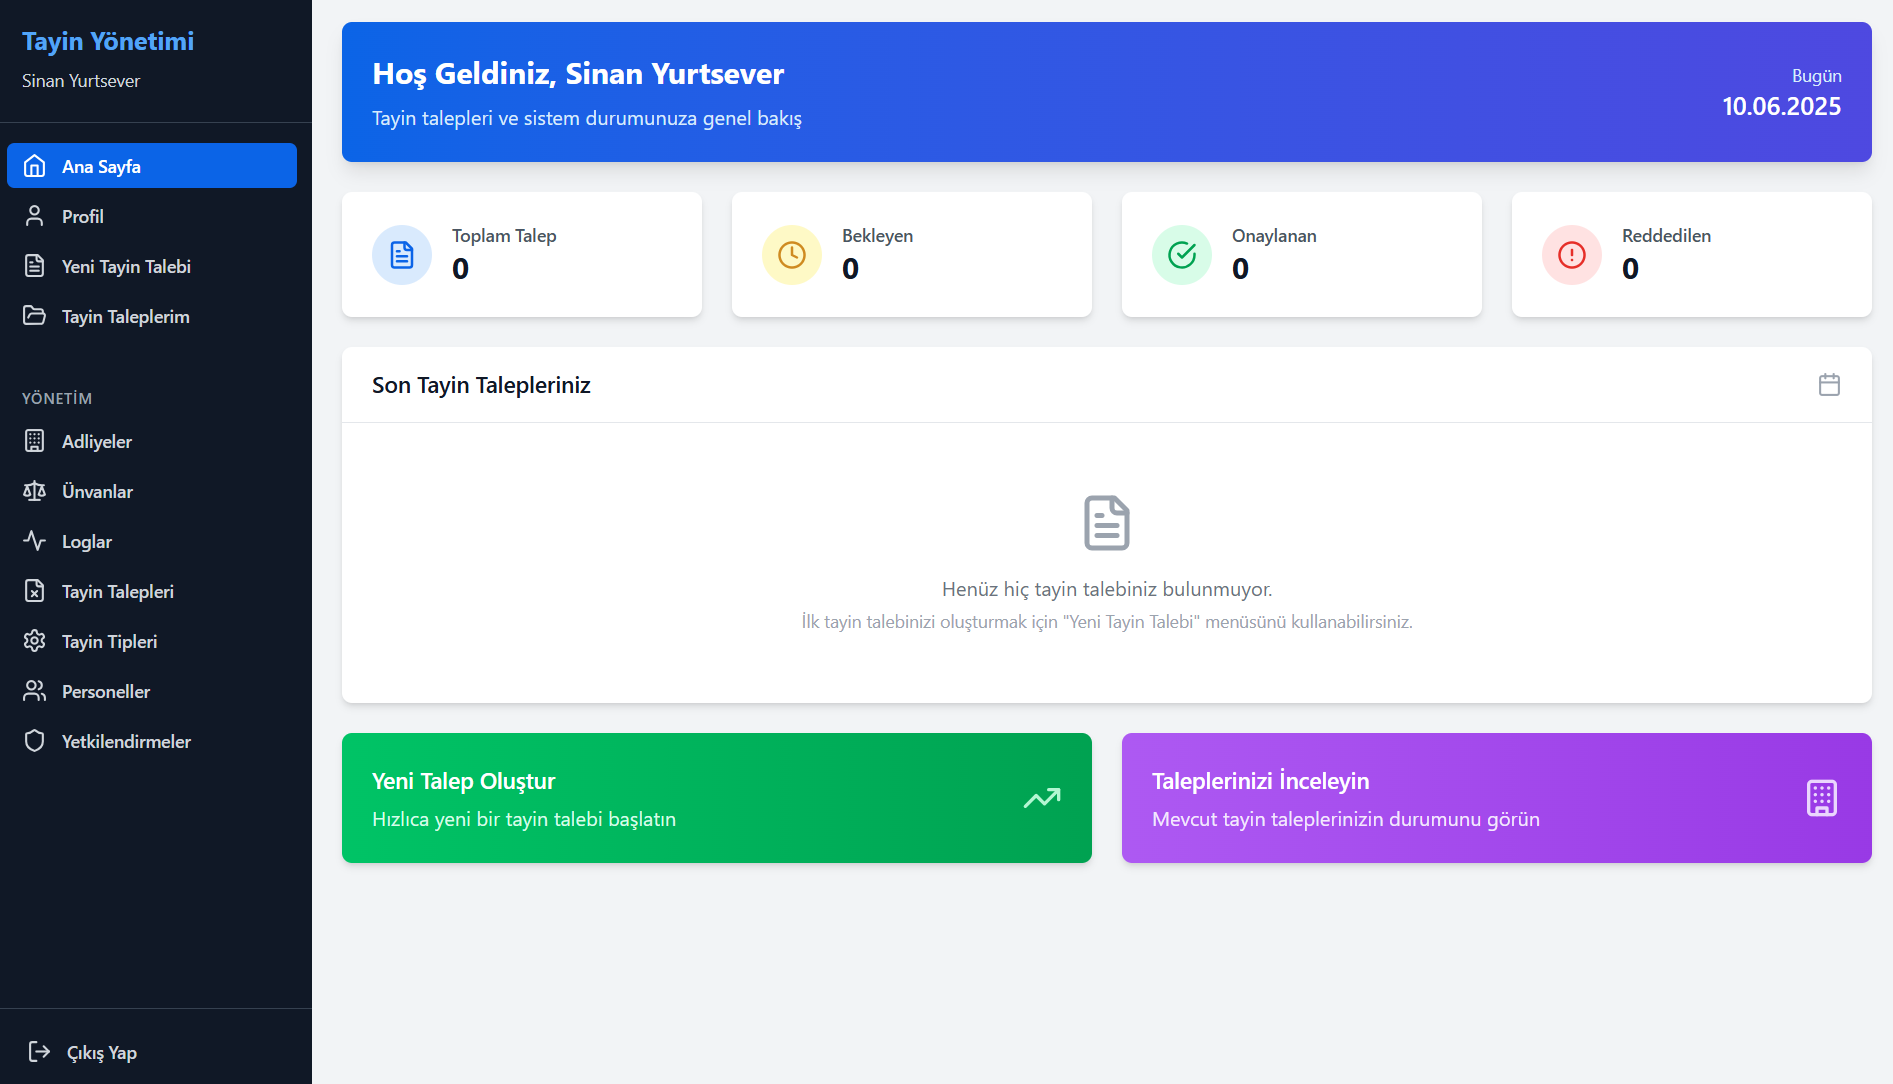 Tayin Yönetimi
Sinan Yurtsever
Ana Sayfa
Profil
Yeni Tayin Talebi
Tayin Taleplerim
YÖNETİM
Adliyeler
Ünvanlar
Loglar
Tayin Talepleri
Tayin Tipleri
Personeller
Yetkilendirmeler
Çıkış Yap
Hoş Geldiniz, Sinan Yurtsever
Tayin talepleri ve sistem durumunuza genel bakış
Bugün
10.06.2025
Toplam Talep
0
Bekleyen
0
Onaylanan
0
Reddedilen
0
Son Tayin Talepleriniz
Henüz hiç tayin talebiniz bulunmuyor.
İlk tayin talebinizi oluşturmak için "Yeni Tayin Talebi" menüsünü kullanabilirsiniz.
Yeni Talep Oluştur
Hızlıca yeni bir tayin talebi başlatın
Taleplerinizi İnceleyin
Mevcut tayin taleplerinizin durumunu görün